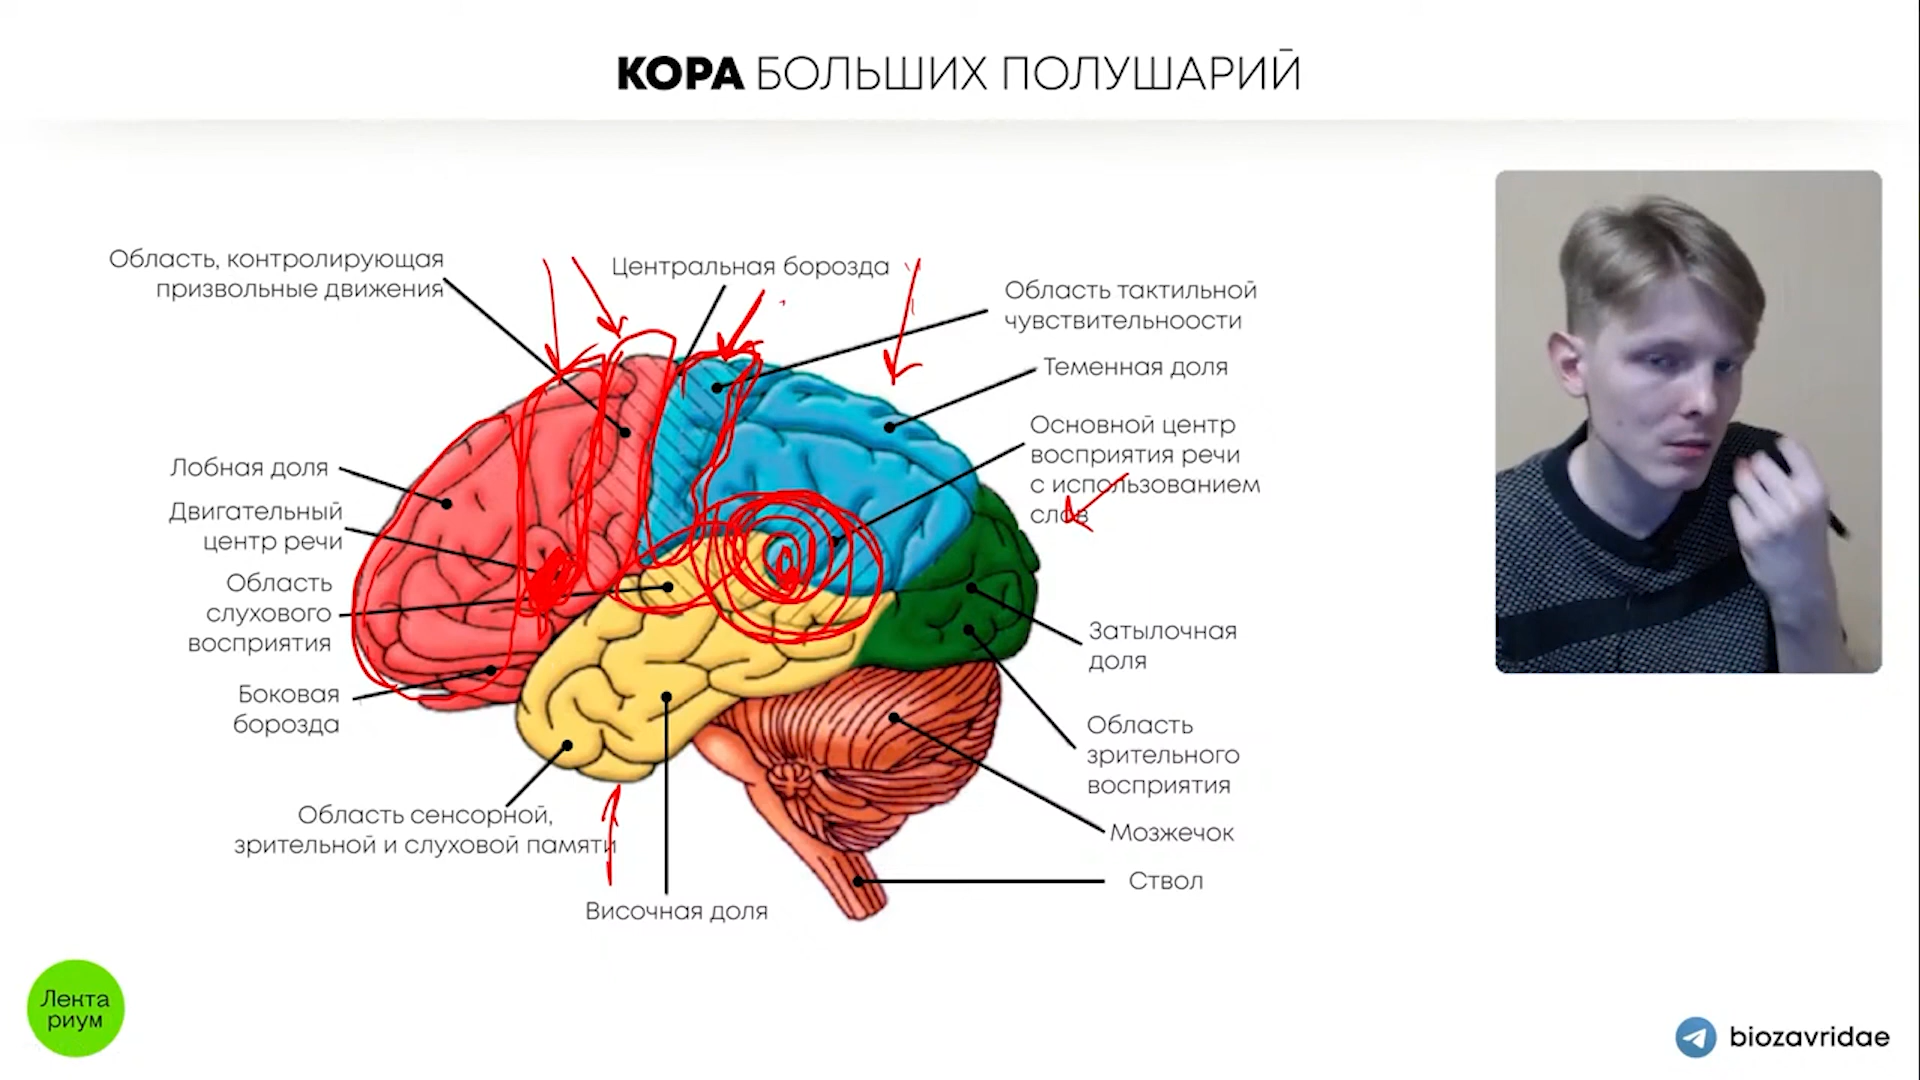 КОРА БОЛЬШИХ ПОЛУШАРИЙ
Область, контролирующая
призвольные движения
Центральная борозда
Область тактильной
чувствительноости
Теменная доля
Основной центр
восприятия речи
с использованием
слов
Лобная доля
Двигательный
центр речи
Область
слухового
восприятия
Боковая
борозда
Затылочная
доля
Область
зрительного
восприятия
Область сенсорной,
зрительной и слуховой памяти
Мозжечок
Ствол
Височная доля
Лекта
риум
biozavridae